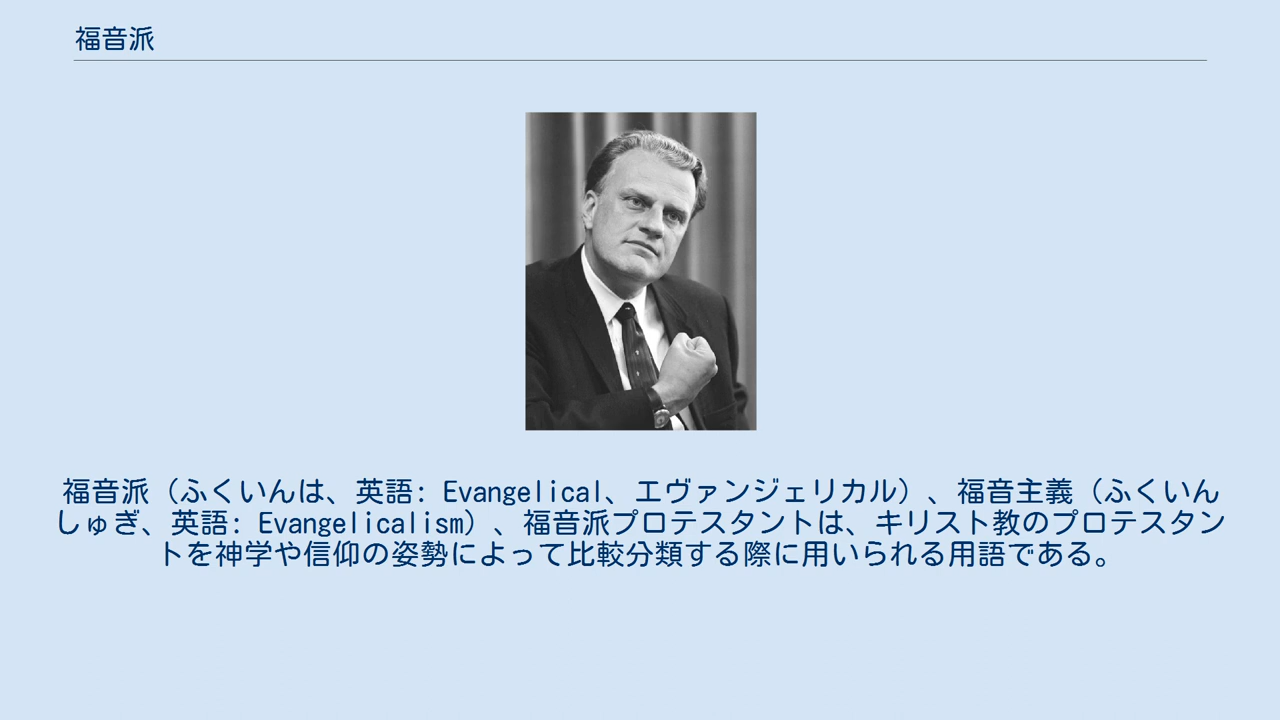 福音派
福音派（ふくいんは、英語: Evangelical、エヴァンジェリカル）、福音主義（ふくいん
しゅぎ、英語: Evangelicalism）、福音派プロテスタントは、キリスト教のプロテスタン
トを神学や信仰の姿勢によって比較分類する際に用いられる用語である。